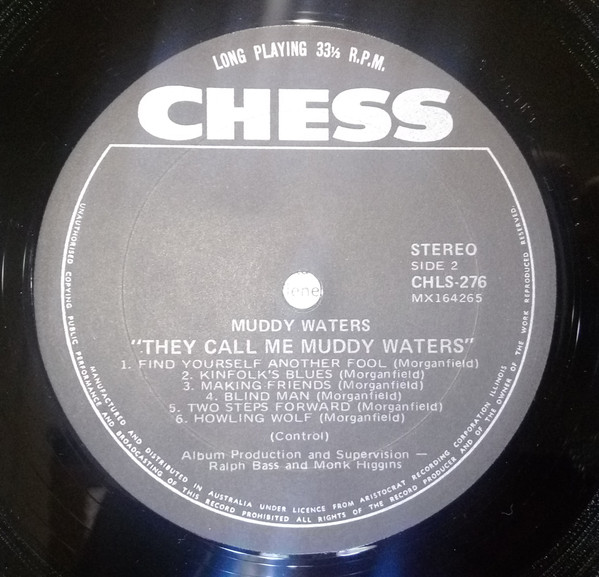 LONG PLAYING 33⅓ R.P.M.
CHESS
STEREO
SIDE 2
CHLS-276
MX164265
MUDDY WATERS
"THEY CALL ME MUDDY WATERS"
1. FIND YOURSELF ANOTHER FOOL (Morganfield)
2. KINFOLK'S BLUES (Morganfield)
3. MAKING FRIENDS (Morganfield)
4. BLIND MAN (Morganfield)
5. TWO STEPS FORWARD (Morganfield)
6. HOWLING WOLF (Morganfield)
(Control)
Album Production and Supervision —
Ralph Bass and Monk Higgins
MANUFACTURED AND DISTRIBUTED IN AUSTRALIA UNDER LICENCE FROM ARISTOCRAT RECORDING CORPORATION ILLINOIS
UNAUTHORISED COPYING PUBLIC PERFORMANCE AND BROADCASTING OF THIS RECORD PROHIBITED ALL RIGHTS OF THE RECORD PRODUCER AND OF THE OWNER OF THE WORK REPRODUCED RESERVED.